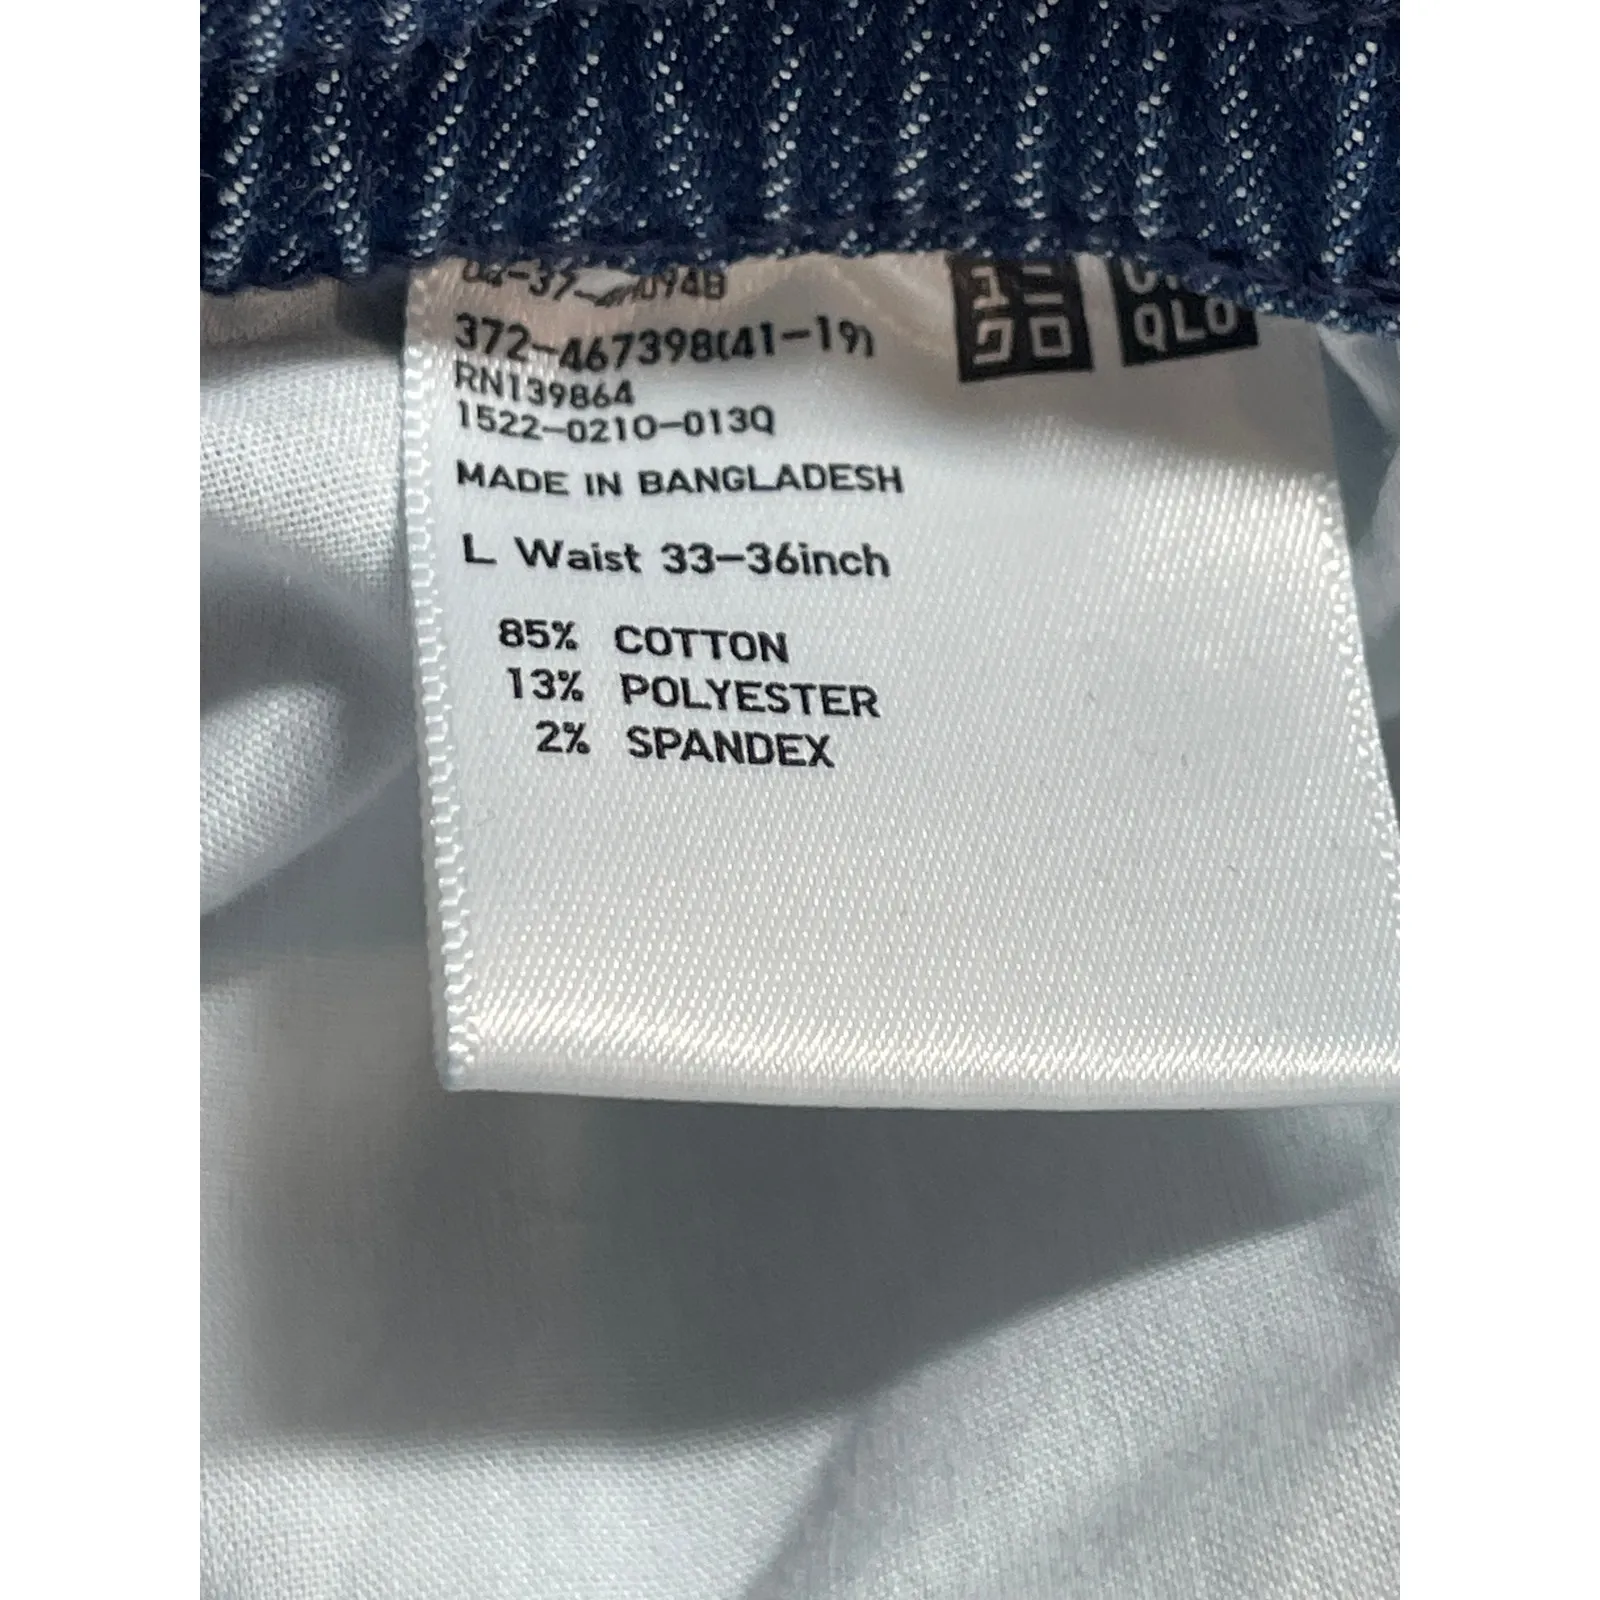 372-467398(41-19)
RN139864
1522-0210-013Q
MADE IN BANGLADESH
L Waist 33-36inch
85% COTTON
13% POLYESTER
2% SPANDEX
QLO